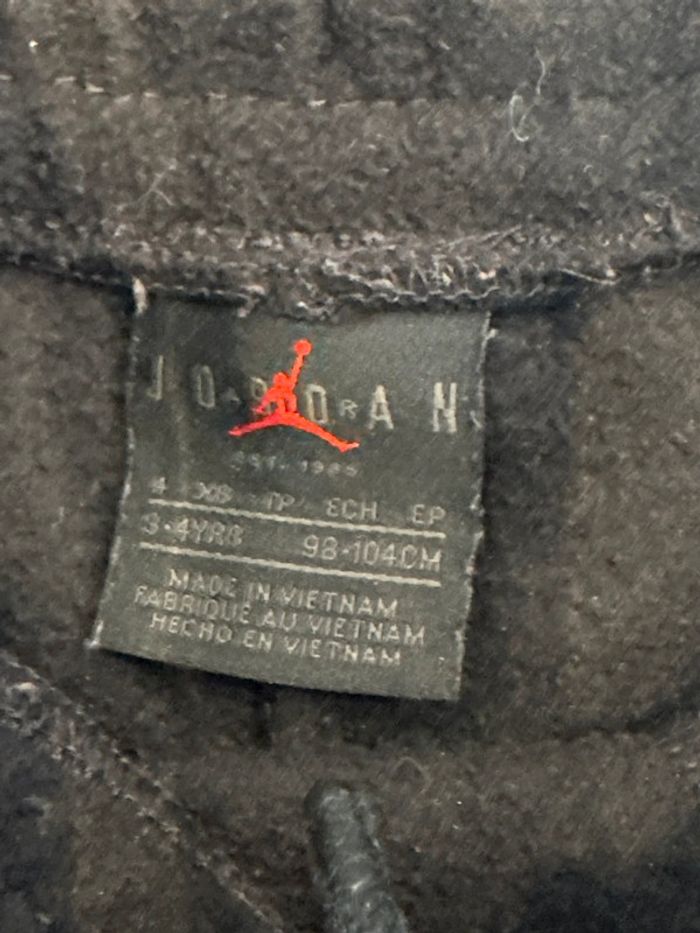 JORDAN
EST. 1985
4 XS TP ECH EP
3-4YRS 98-104CM
MADE IN VIETNAM
FABRIQUÉ AU VIETNAM
HECHO EN VIETNAM